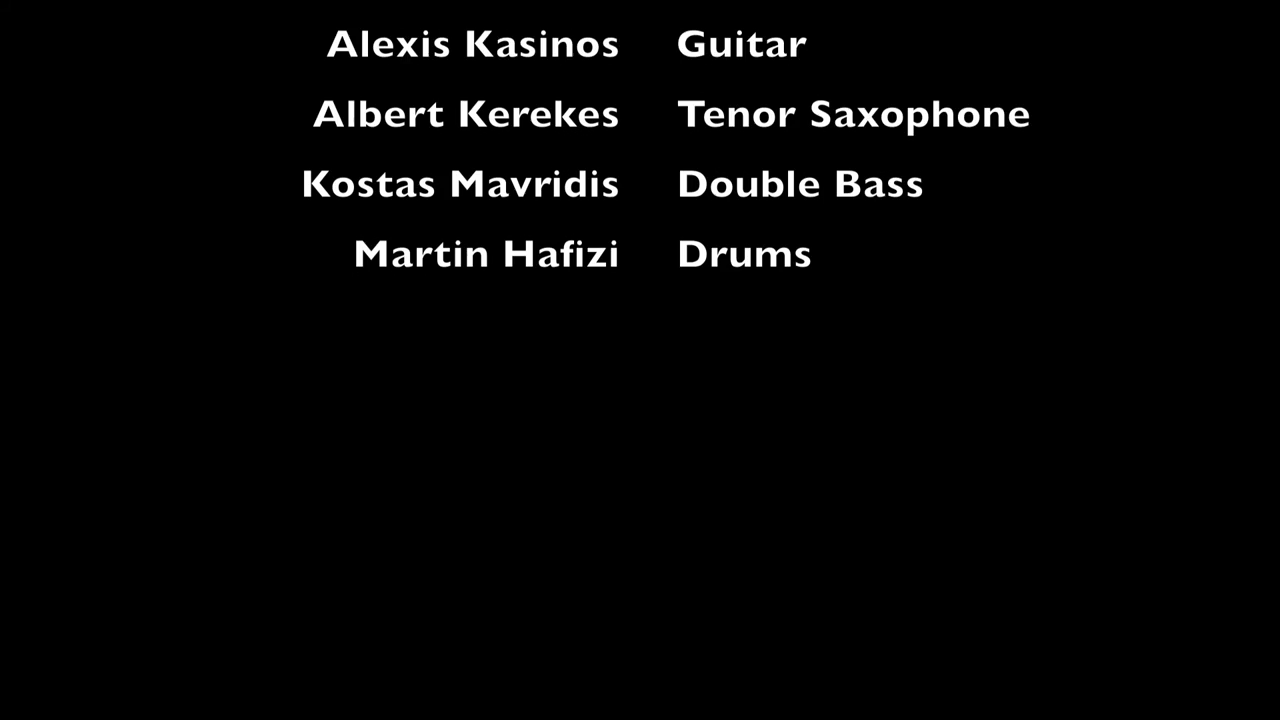 Alexis Kasinos Guitar
Albert Kerekes Tenor Saxophone
Kostas Mavridis Double Bass
Martin Hafizi Drums